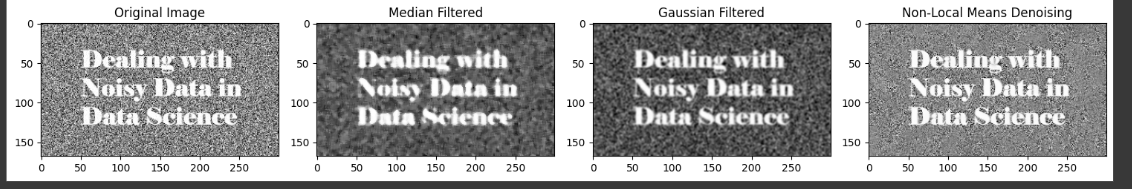 Original Image
Median Filtered
Gaussian Filtered
Non-Local Means Denoising
0
50
100
150
Dealing with
Noisy Data in
Data Science
0 50 100 150 200 250
0
50
100
150
Dealing with
Noisy Data in
Data Science
0 50 100 150 200 250
0
50
100
150
Dealing with
Noisy Data in
Data Science
0 50 100 150 200 250
0
50
100
150
Dealing with
Noisy Data in
Data Science
0 50 100 150 200 250